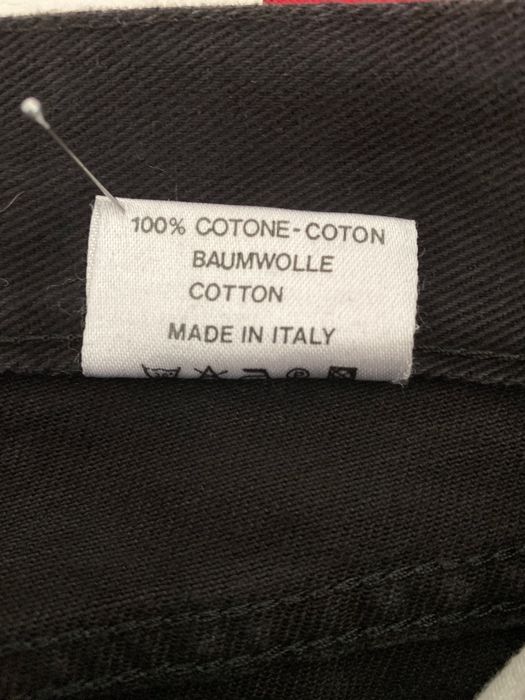 100% COTONE-COTON
BAUMWOLLE
COTTON
MADE IN ITALY